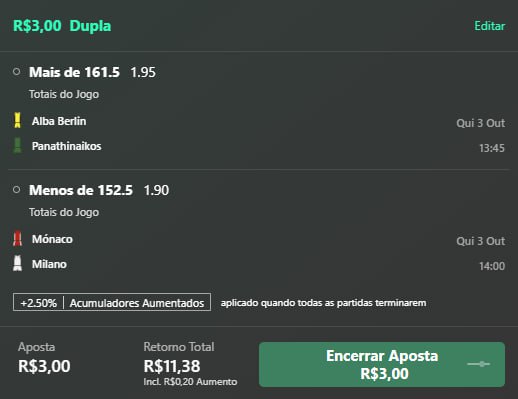 R$3,00 Dupla
Editar
Mais de 161.5 1.95
Totais do Jogo
Alba Berlin
Qui 3 Out
Panathinaikos
13:45
Menos de 152.5 1.90
Totais do Jogo
Mónaco
Qui 3 Out
Milano
14:00
+2.50% | Acumuladores Aumentados aplicado quando todas as partidas terminarem
Aposta
R$3,00
Retorno Total
R$11,38
Incl. R$0,20 Aumento
Encerrar Aposta
R$3,00